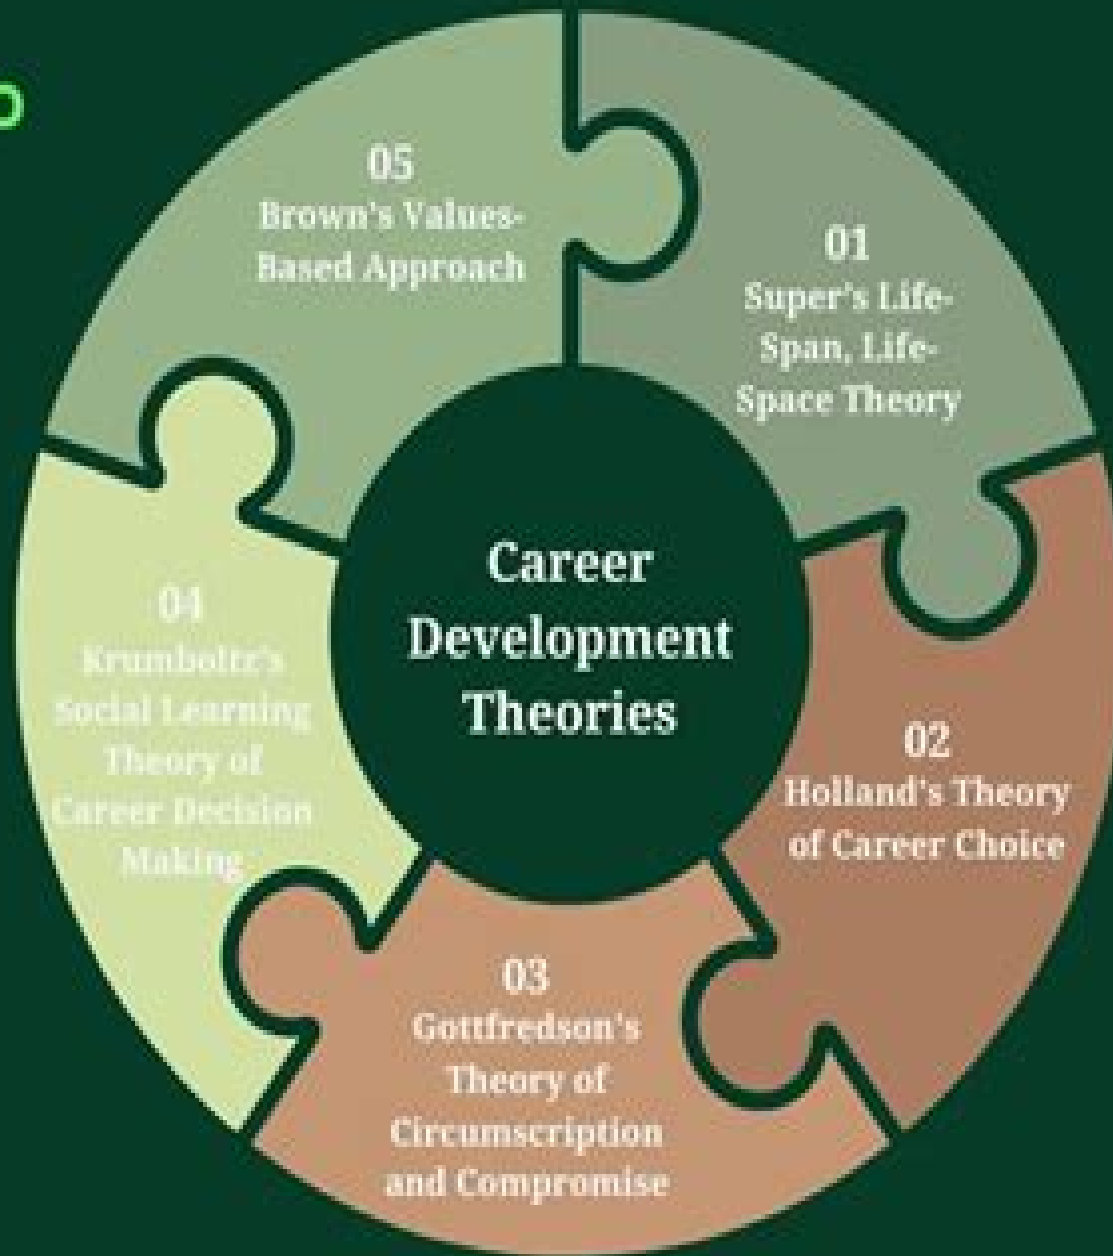 Career
Development
Theories
01
Super's Life-
Span, Life-
Space Theory
02
Holland's Theory
of Career Choice
03
Gottfredson's
Theory of
Circumscription
and Compromise
04
Krumboltz's
Social Learning
Theory of
Career Decision
Making
05
Brown's Values-
Based Approach